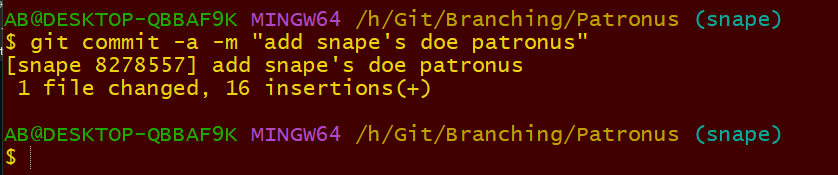 AB@DESKTOP-QBBAF9K MINGW64 /h/Git/Branching/Patronus (snape)
$ git commit -a -m "add snape's doe patronus"
[snape 8278557] add snape's doe patronus
 1 file changed, 16 insertions(+)

AB@DESKTOP-QBBAF9K MINGW64 /h/Git/Branching/Patronus (snape)
$